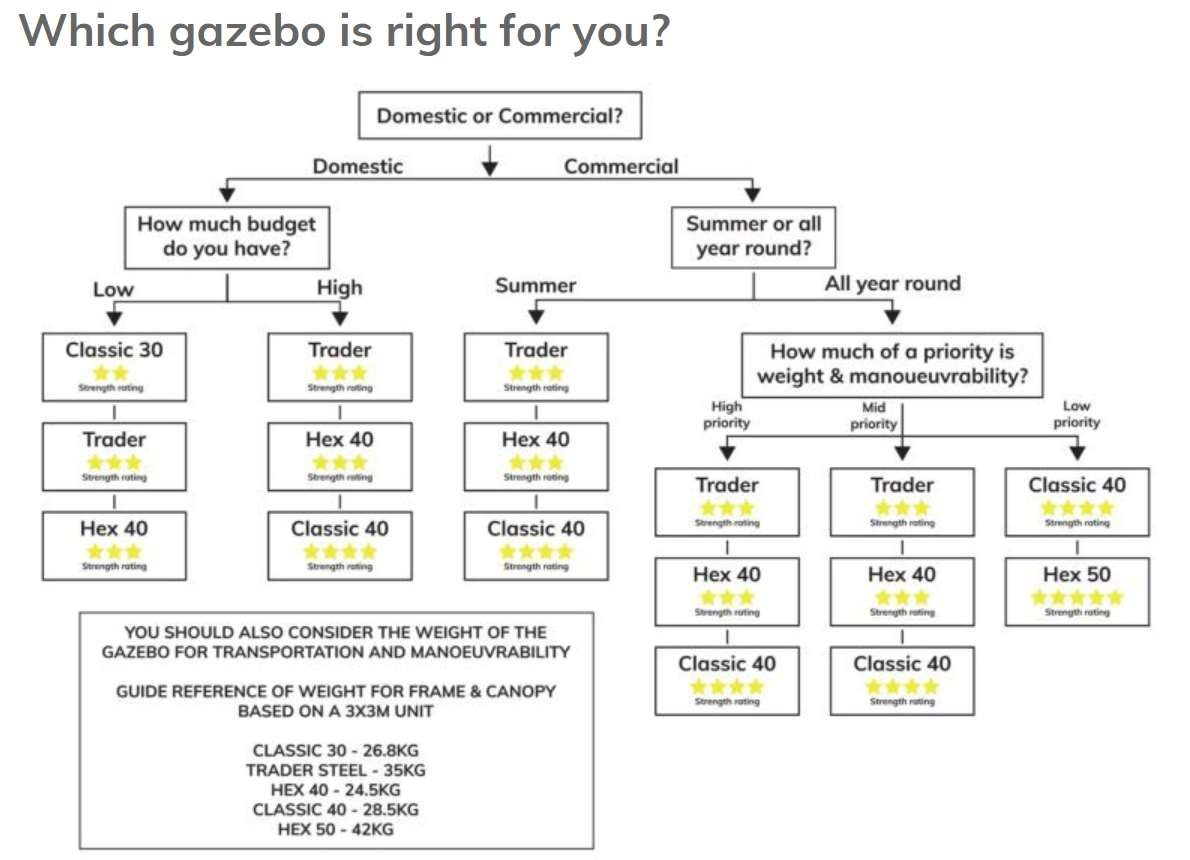 Which gazebo is right for you?
Domestic or Commercial?
Domestic
Commercial
How much budget
do you have?
Summer or all
year round?
Low
High
Summer
All year round
Classic 30
Strength rating
Trader
Strength rating
Hex 40
Strength rating
Trader
Strength rating
Hex 40
Strength rating
Classic 40
Strength rating
Trader
Strength rating
Hex 40
Strength rating
Classic 40
Strength rating
How much of a priority is
weight & manoueuvrability?
High
priority
Mid
priority
Low
priority
Trader
Strength rating
Hex 40
Strength rating
Classic 40
Strength rating
Trader
Strength rating
Hex 40
Strength rating
Classic 40
Strength rating
Classic 40
Strength rating
Hex 50
Strength rating
YOU SHOULD ALSO CONSIDER THE WEIGHT OF THE
GAZEBO FOR TRANSPORTATION AND MANOEUVRABILITY
GUIDE REFERENCE OF WEIGHT FOR FRAME & CANOPY
BASED ON A 3X3M UNIT
CLASSIC 30 - 26.8KG
TRADER STEEL - 35KG
HEX 40 - 24.5KG
CLASSIC 40 - 28.5KG
HEX 50 - 42KG